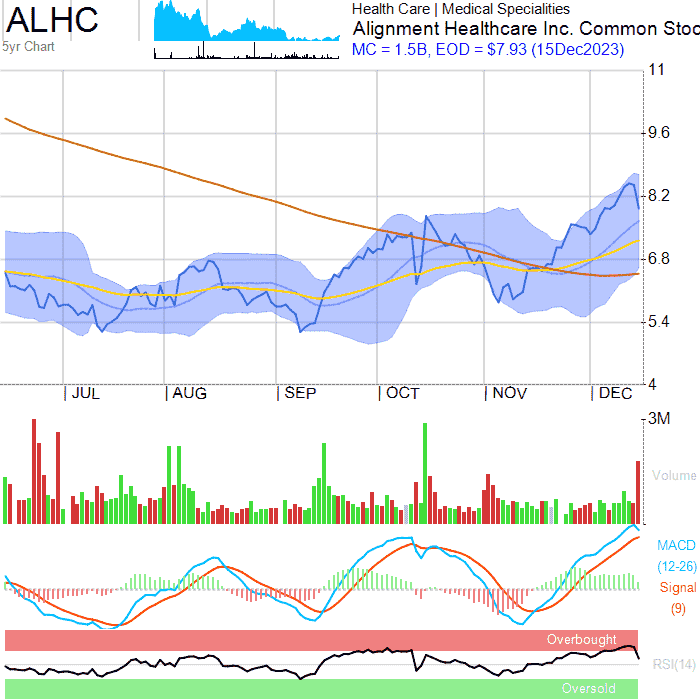 ALHC
5yr Chart
Health Care | Medical Specialities
Alignment Healthcare Inc. Common Stoc
MC = 1.5B, EOD = $7.93 (15Dec2023)
11
9.6
8.2
6.8
5.4
4
JUL AUG SEP OCT NOV DEC
3M
Volume
MACD
(12-26)
Signal
(9)
Overbought
RSI(14)
Oversold